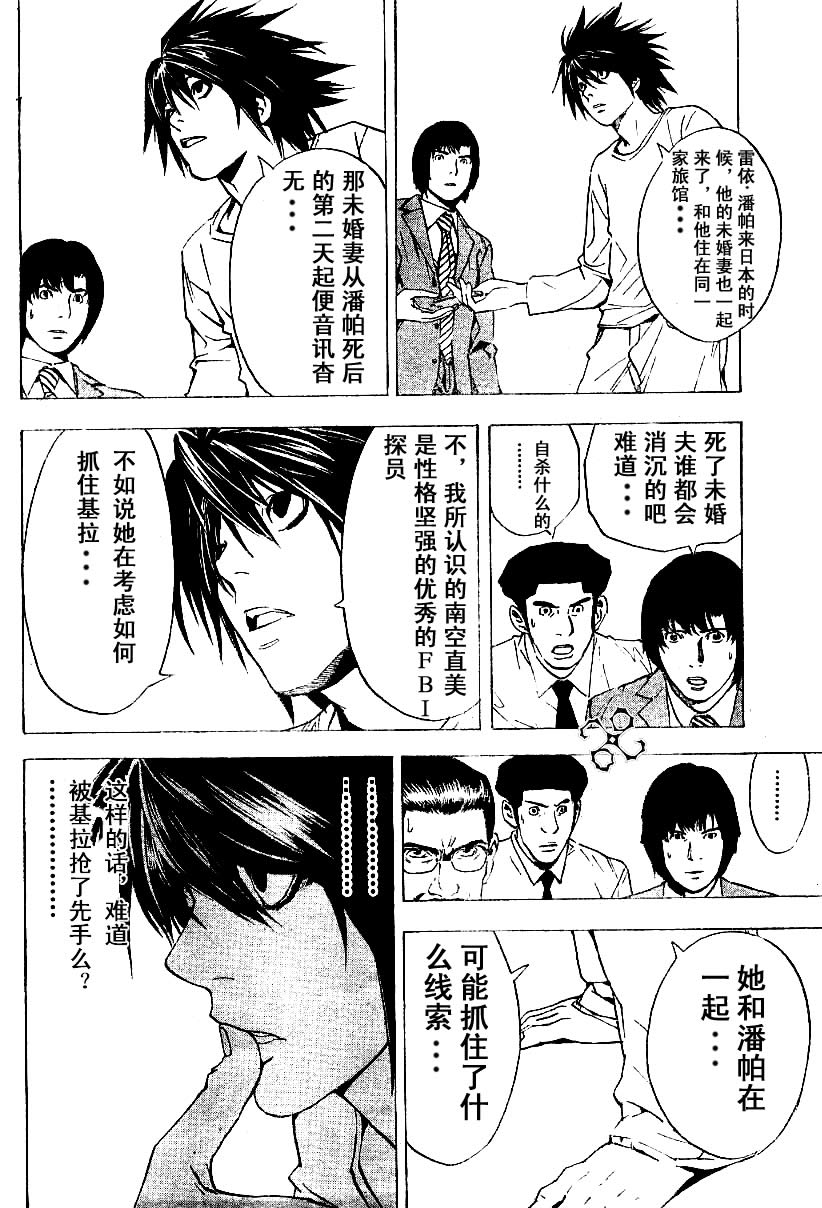 雷依·潘帕来日本的时
候，他的未婚妻也一起
来了，和他住在同一
家旅馆···
那未婚妻从潘帕死后
的第二天起便音讯杳
无···
死了未婚
夫谁都会
消沉的吧
难道···
自杀什么的
………
不，我所认识的南空直美
是性格坚强的优秀的FBI
探员
不如说她在考虑如何
抓住基拉···
………
她和潘帕在
一起···
可能抓住了什
么线索···
…………
…………
这样的话，难道
被基拉抢了先手么？
…………